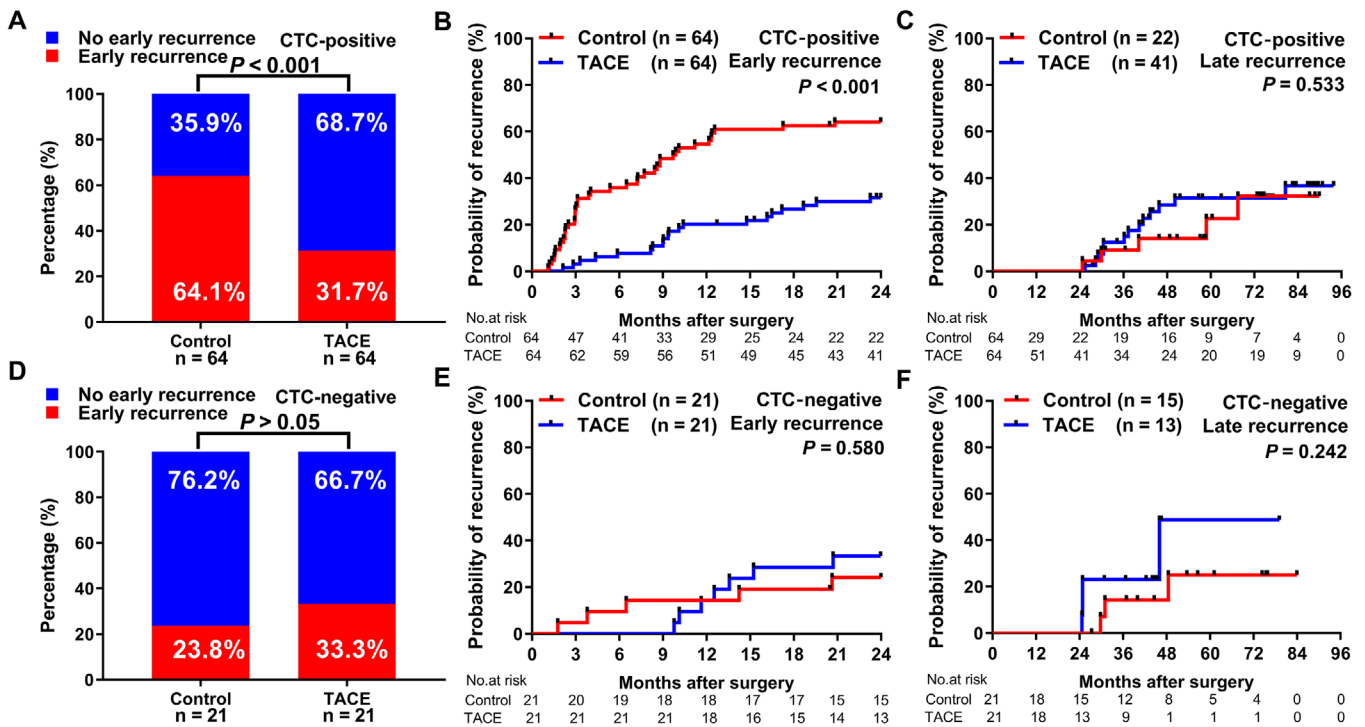 A
No early recurrence
Early recurrence
CTC-positive
P < 0.001
Percentage (%)
100
80
60
40
20
0
35.9%
68.7%
64.1%
31.7%
Control
n = 64
TACE
n = 64
B
Probability of recurrence (%)
100
80
60
40
20
0
Control (n = 64)
TACE (n = 64)
CTC-positive
Early recurrence
P < 0.001
0 3 6 9 12 15 18 21 24
Months after surgery
No.at risk
Control 64 47 41 33 29 25 24 22 22
TACE 64 62 59 56 51 49 45 43 41
C
Probability of recurrence (%)
100
80
60
40
20
0
Control (n = 22)
TACE (n = 41)
CTC-positive
Late recurrence
P = 0.533
0 12 24 36 48 60 72 84 96
Months after surgery
No.at risk
Control 64 29 22 19 16 9 7 4 0
TACE 64 51 41 34 24 20 19 9 0
D
No early recurrence
Early recurrence
CTC-negative
P > 0.05
Percentage (%)
100
80
60
40
20
0
76.2%
66.7%
23.8%
33.3%
Control
n = 21
TACE
n = 21
E
Probability of recurrence (%)
100
80
60
40
20
0
Control (n = 21)
TACE (n = 21)
CTC-negative
Early recurrence
P = 0.580
0 3 6 9 12 15 18 21 24
Months after surgery
No.at risk
Control 21 20 19 18 18 17 17 15 15
TACE 21 21 21 21 18 16 15 14 13
F
Probability of recurrence (%)
100
80
60
40
20
0
Control (n = 15)
TACE (n = 13)
CTC-negative
Late recurrence
P = 0.242
0 12 24 36 48 60 72 84 96
Months after surgery
No.at risk
Control 21 18 15 12 8 5 4 0 0
TACE 21 18 13 9 1 1 1 0 0